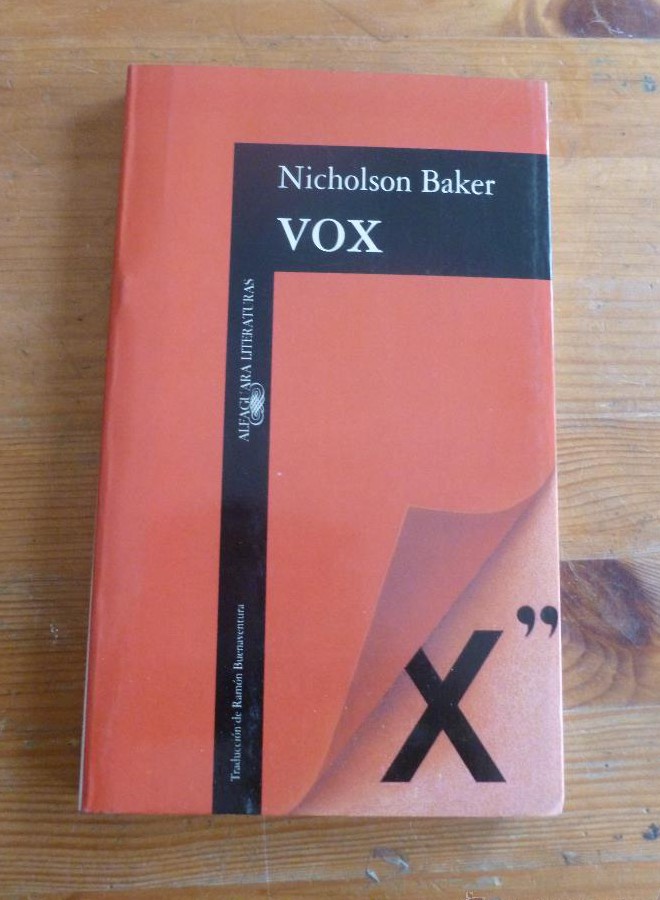 Nicholson Baker
VOX
ALFAGUARA LITERATURAS
Traducción de Ramón Buenaventura
X”